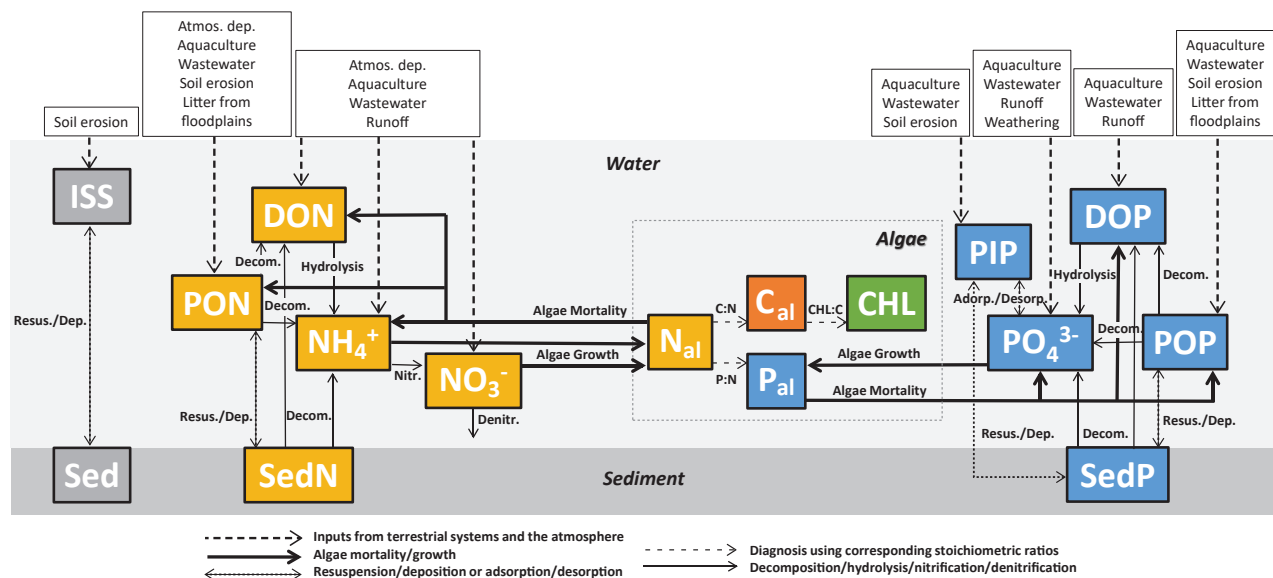 Atmos. dep.
Aquaculture
Wastewater
Soil erosion
Litter from
floodplains
Atmos. dep.
Aquaculture
Wastewater
Runoff
Soil erosion
Aquaculture
Wastewater
Soil erosion
Aquaculture
Wastewater
Runoff
Weathering
Aquaculture
Wastewater
Runoff
Aquaculture
Wastewater
Soil erosion
Litter from
floodplains
Water
ISS
DON
Decom.
Hydrolysis
PON
Decom.
NH₄⁺
Nitr.
NO₃⁻
Denitr.
Resus./Dep.
Resus./Dep.
Decom.
Algae Mortality
Algae Growth
Algae
N_al
C:N
C_al
CHL:C
CHL
P:N
P_al
Algae Growth
Algae Mortality
PIP
DOP
Hydrolysis
Decom.
Adorp./Desorp.
PO₄³⁻
Decom.
POP
Resus./Dep.
Decom.
Resus./Dep.
Sed
SedN
Sediment
SedP
Inputs from terrestrial systems and the atmosphere
Algae mortality/growth
Resuspension/deposition or adsorption/desorption
Diagnosis using corresponding stoichiometric ratios
Decomposition/hydrolysis/nitrification/denitrification